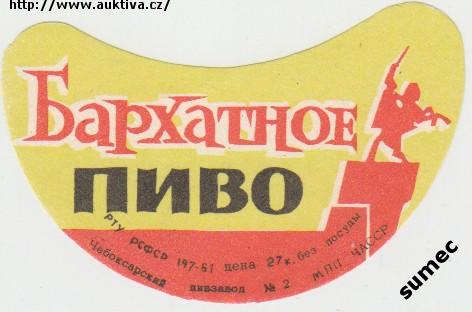 http://www.auktiva.cz/
Бархатное
ПИВО
РТУ РСФСР 197-61 цена 27к. без посуды
Чебоксарский пивзавод № 2 МПП ЧАССР
sumec